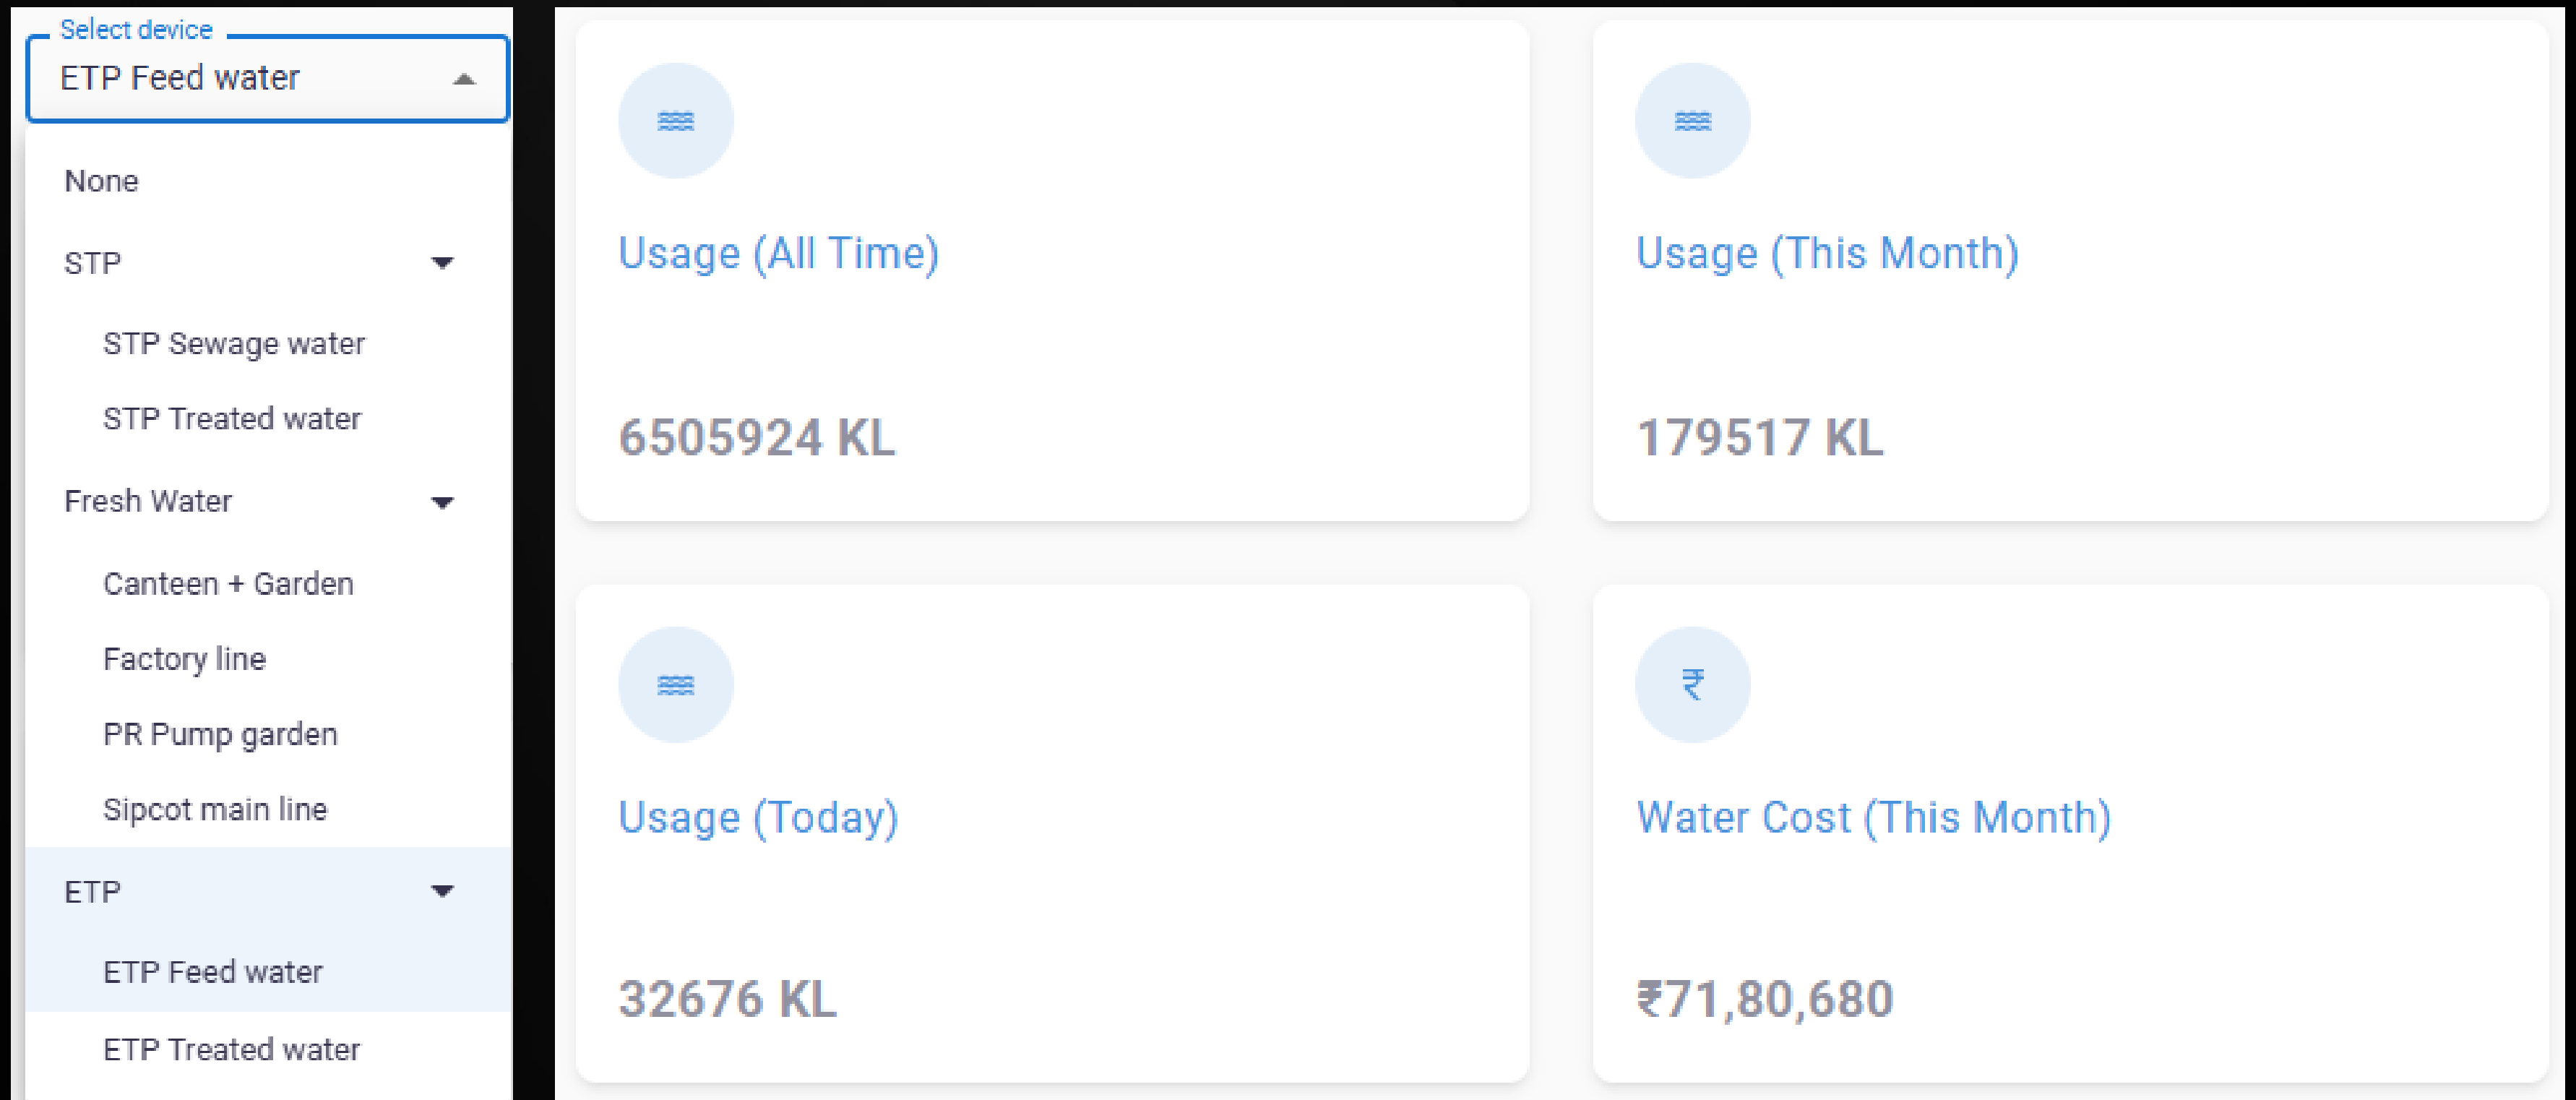 Select device
ETP Feed water
None
STP
STP Sewage water
STP Treated water
Fresh Water
Canteen + Garden
Factory line
PR Pump garden
Sipcot main line
ETP
ETP Feed water
ETP Treated water
Usage (All Time)
6505924 KL
Usage (This Month)
179517 KL
Usage (Today)
32676 KL
₹
Water Cost (This Month)
₹71,80,680